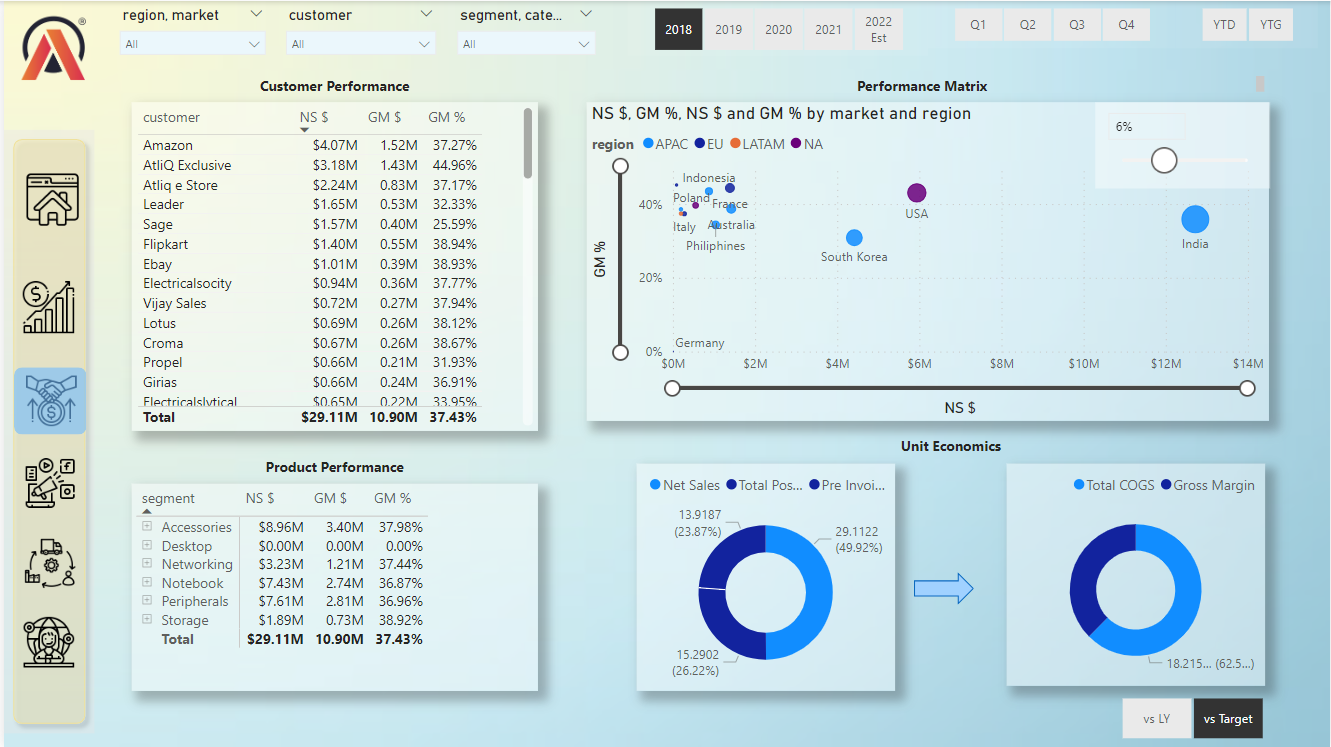 region, market
customer
segment, cate...
All
All
All
2018
2019
2020
2021
2022
Est
Q1
Q2
Q3
Q4
YTD
YTG
®
Customer Performance
customer NS $ GM $ GM %
Amazon $4.07M 1.52M 37.27%
AtliQ Exclusive $3.18M 1.43M 44.96%
Atliq e Store $2.24M 0.83M 37.17%
Leader $1.65M 0.53M 32.33%
Sage $1.57M 0.40M 25.59%
Flipkart $1.40M 0.55M 38.94%
Ebay $1.01M 0.39M 38.93%
Electricalsocity $0.94M 0.36M 37.77%
Vijay Sales $0.72M 0.27M 37.94%
Lotus $0.69M 0.26M 38.12%
Croma $0.67M 0.26M 38.67%
Propel $0.66M 0.21M 31.93%
Girias $0.66M 0.24M 36.91%
Electricalslytical $0.65M 0.22M 33.95%
Total $29.11M 10.90M 37.43%
Performance Matrix
NS $, GM %, NS $ and GM % by market and region
6%
region APAC EU LATAM NA
GM %
40%
20%
0%
Indonesia
Poland
France
Italy
Australia
Philiphines
USA
South Korea
India
Germany
$0M $2M $4M $6M $8M $10M $12M $14M
NS $
Product Performance
segment NS $ GM $ GM %
Accessories $8.96M 3.40M 37.98%
Desktop $0.00M 0.00M 0.00%
Networking $3.23M 1.21M 37.44%
Notebook $7.43M 2.74M 36.87%
Peripherals $7.61M 2.81M 36.96%
Storage $1.89M 0.73M 38.92%
Total $29.11M 10.90M 37.43%
Unit Economics
Net Sales Total Pos... Pre Invoi...
13.9187
(23.87%)
29.1122
(49.92%)
15.2902
(26.22%)
Total COGS Gross Margin
18.215... (62.5...)
vs LY
vs Target